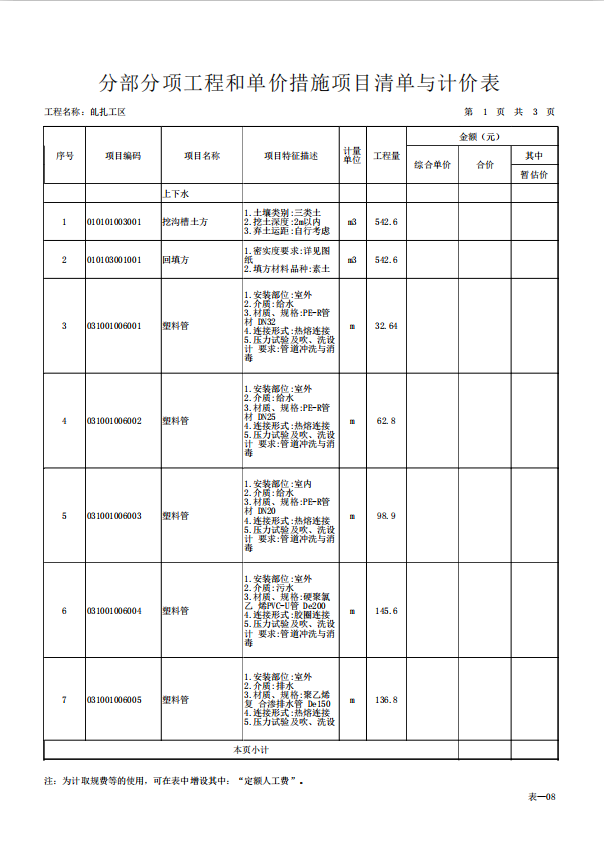 分部分项工程和单价措施项目清单与计价表
工程名称：乣扎工区
第 1 页 共 3 页
序号 项目编码 项目名称 项目特征描述 计量单位 工程量 金额（元）
综合单价 合价 其中
暂估价
上下水
1 010101003001 挖沟槽土方 m3 542.6
1.土壤类别:三类土
2.挖土深度:2m以内
3.弃土运距:自行考虑
2 010103001001 回填方 m3 542.6
1.密实度要求:详见图
纸
2.填方材料品种:素土
3 031001006001 塑料管 m 32.64
1.安装部位:室外
2.介质:给水
3.材质、规格:PE-R管
材 DN32
4.连接形式:热熔连接
5.压力试验及吹、洗设
计 要求:管道冲洗与消
毒
4 031001006002 塑料管 m 62.8
1.安装部位:室外
2.介质:给水
3.材质、规格:PE-R管
材 DN25
4.连接形式:热熔连接
5.压力试验及吹、洗设
计 要求:管道冲洗与消
毒
5 031001006003 塑料管 m 98.9
1.安装部位:室内
2.介质:给水
3.材质、规格:PE-R管
材 DN20
4.连接形式:热熔连接
5.压力试验及吹、洗设
计 要求:管道冲洗与消
毒
6 031001006004 塑料管 m 145.6
1.安装部位:室外
2.介质:污水
3.材质、规格:硬聚氯
乙 烯PVC-U管 De200
4.连接形式:胶圈连接
5.压力试验及吹、洗设
计 要求:管道冲洗与消
毒
7 031001006005 塑料管 m 136.8
1.安装部位:室外
2.介质:排水
3.材质、规格:聚乙烯
复 合渗排水管 De150
4.连接形式:热熔连接
5.压力试验及吹、洗设
本页小计
注：为计取规费等的使用，可在表中增设其中：“定额人工费”。
表—08